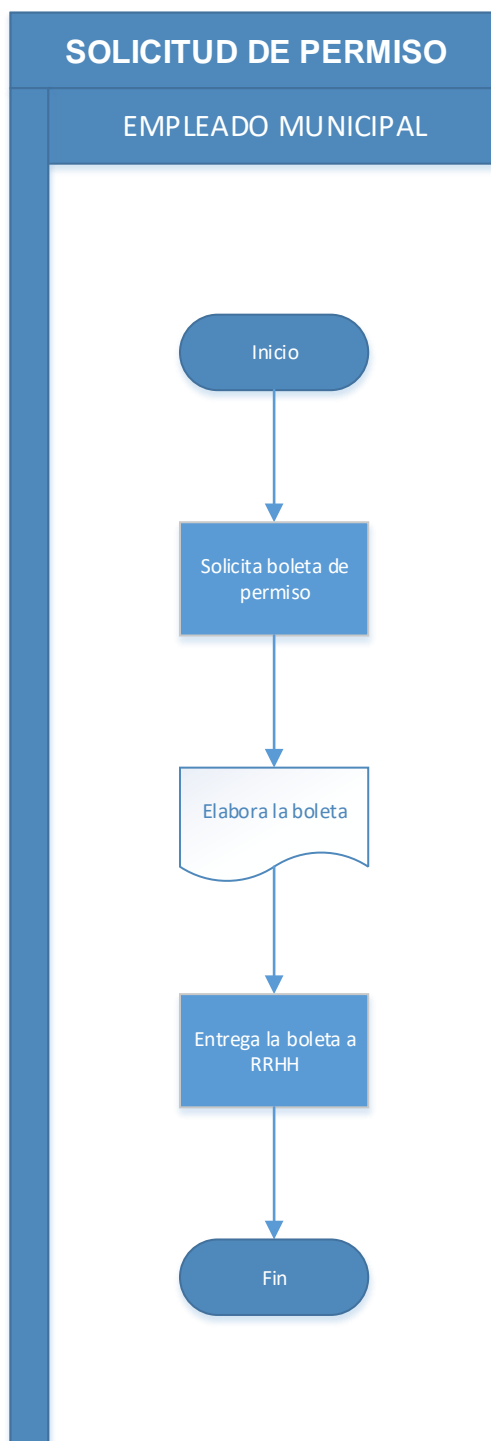 SOLICITUD DE PERMISO
EMPLEADO MUNICIPAL
Inicio
Solicita boleta de
permiso
Elabora la boleta
Entrega la boleta a
RRHH
Fin